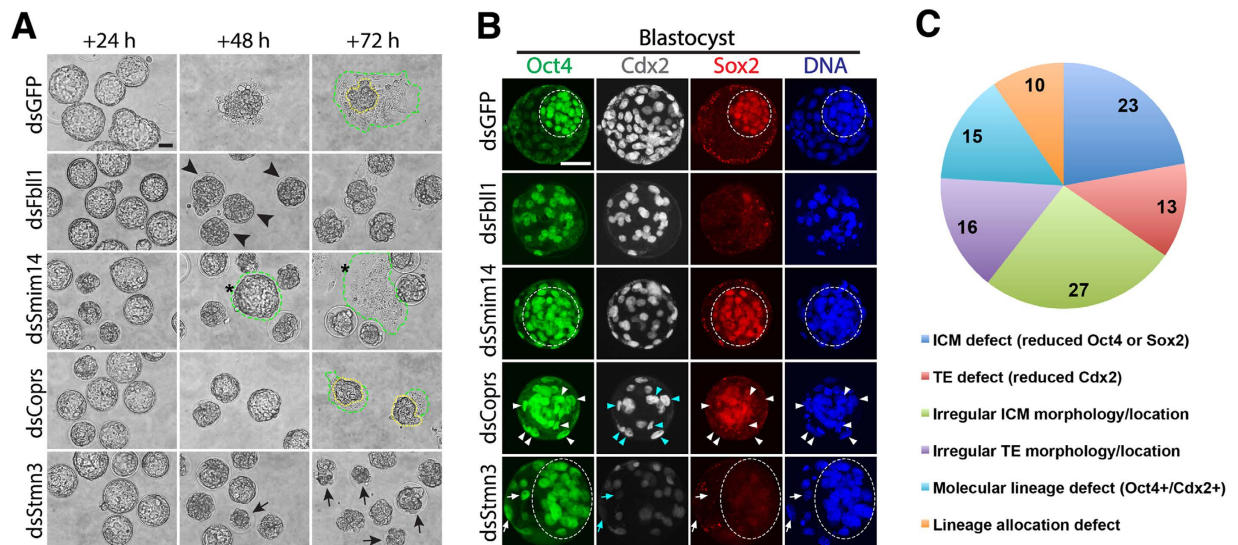 A
+24 h +48 h +72 h
dsGFP
dsFbll1
dsSmim14
*
*
dsCoprs
dsStmn3
B
Blastocyst
Oct4 Cdx2 Sox2 DNA
dsGFP
dsFbll1
dsSmim14
dsCoprs
dsStmn3
C
10
23
15
13
16
27
ICM defect (reduced Oct4 or Sox2)
TE defect (reduced Cdx2)
Irregular ICM morphology/location
Irregular TE morphology/location
Molecular lineage defect (Oct4+/Cdx2+)
Lineage allocation defect